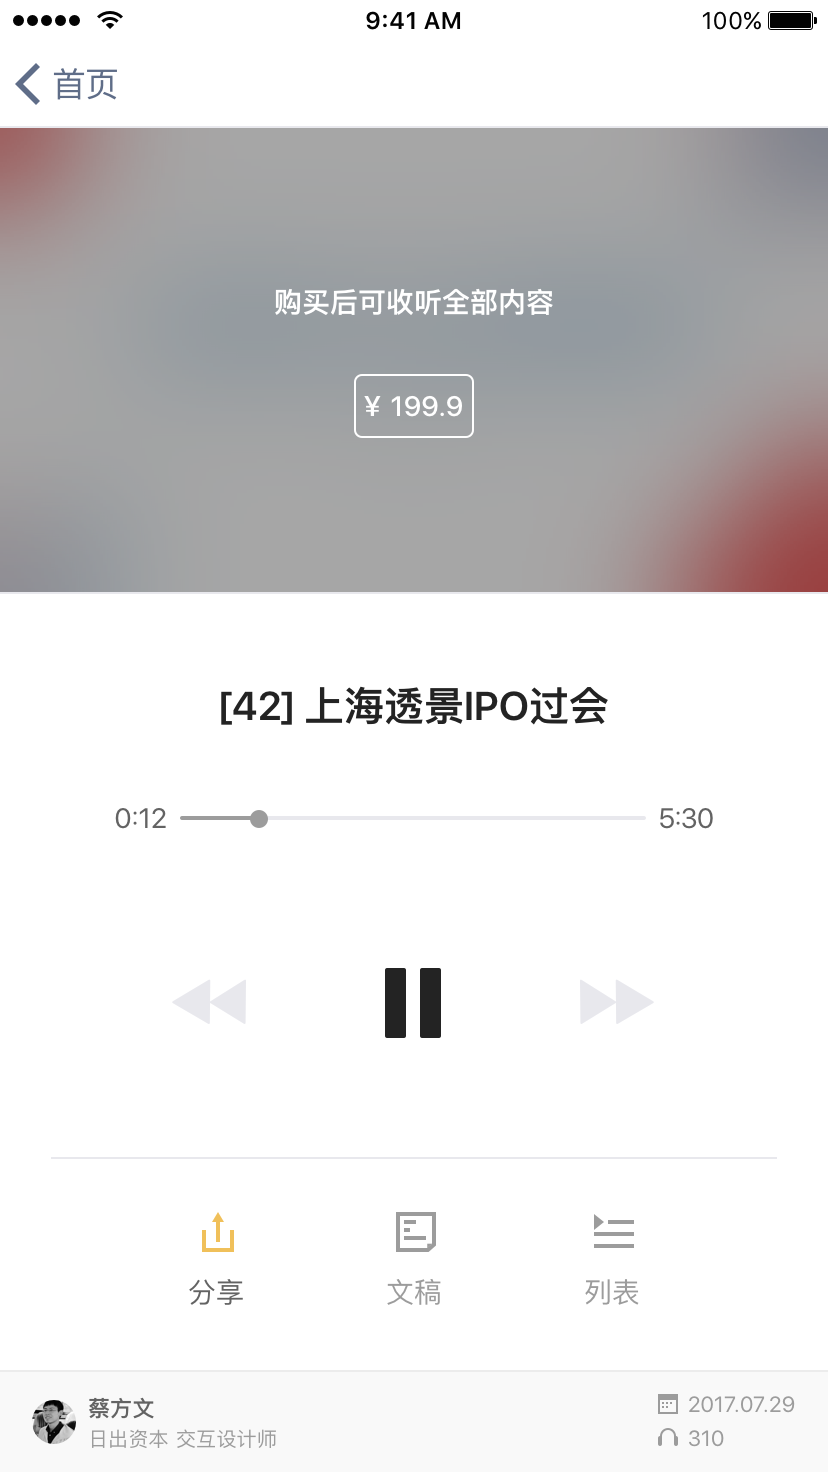 9:41 AM
100%
首页
购买后可收听全部内容
¥ 199.9
[42] 上海透景IPO过会
0:12
5:30
分享
文稿
列表
蔡方文
日出资本 交互设计师
2017.07.29
310